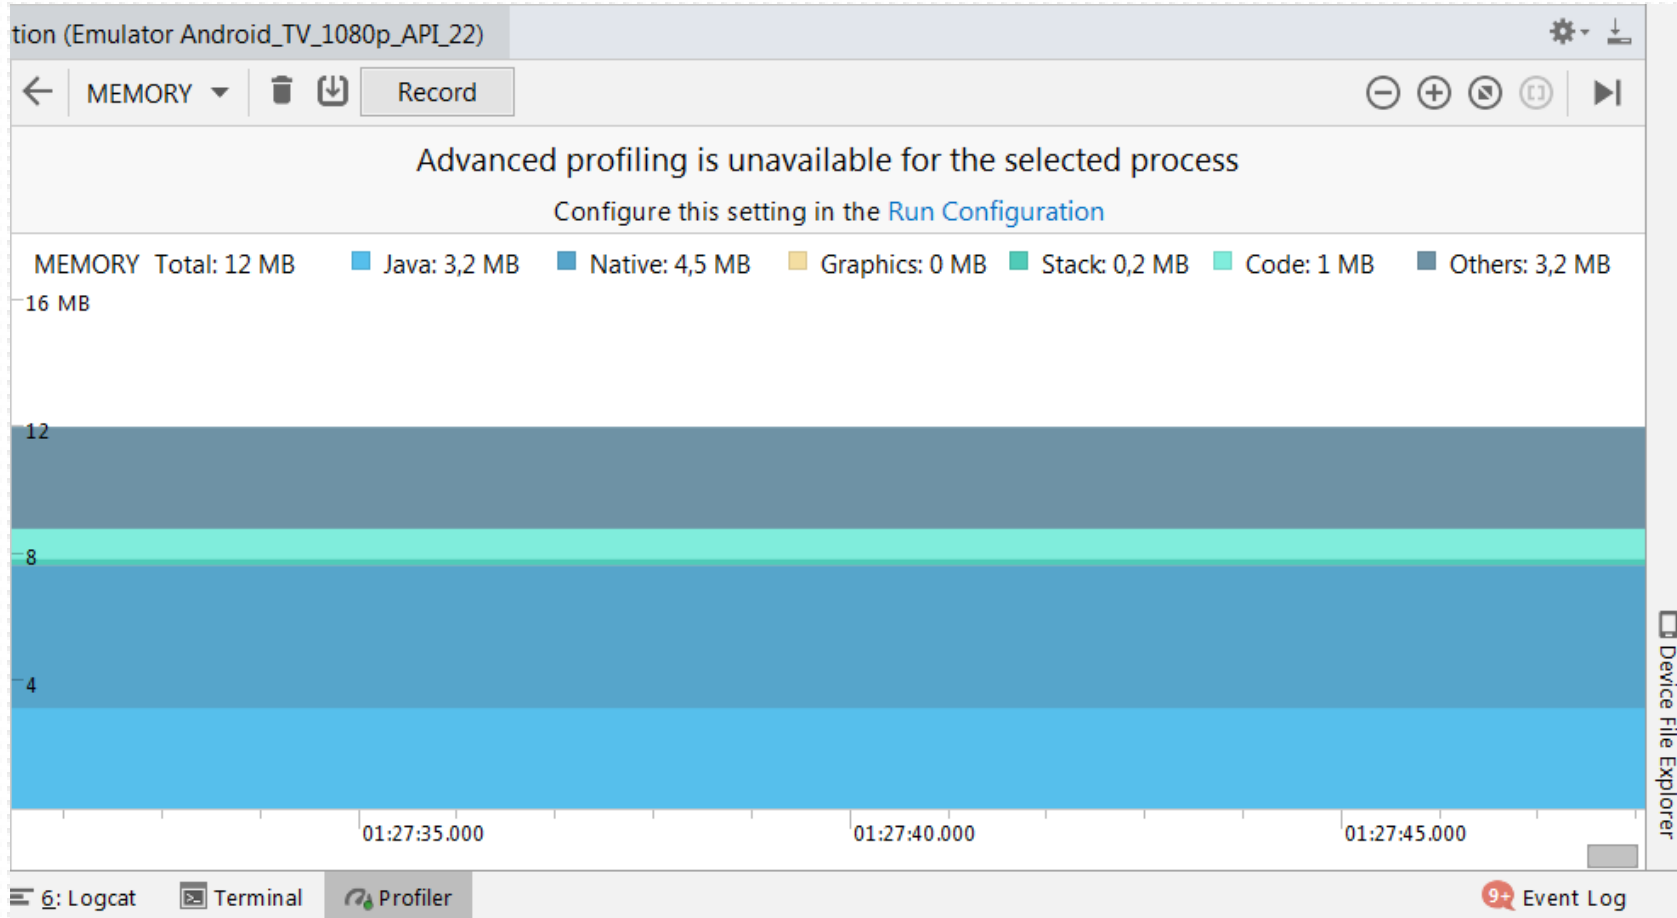 tion (Emulator Android_TV_1080p_API_22)
MEMORY Record
Advanced profiling is unavailable for the selected process
Configure this setting in the Run Configuration
MEMORY Total: 12 MB Java: 3,2 MB Native: 4,5 MB Graphics: 0 MB Stack: 0,2 MB Code: 1 MB Others: 3,2 MB
16 MB
12
8
4
01:27:35.000 01:27:40.000 01:27:45.000
Device File Explorer
6: Logcat Terminal Profiler 9+ Event Log